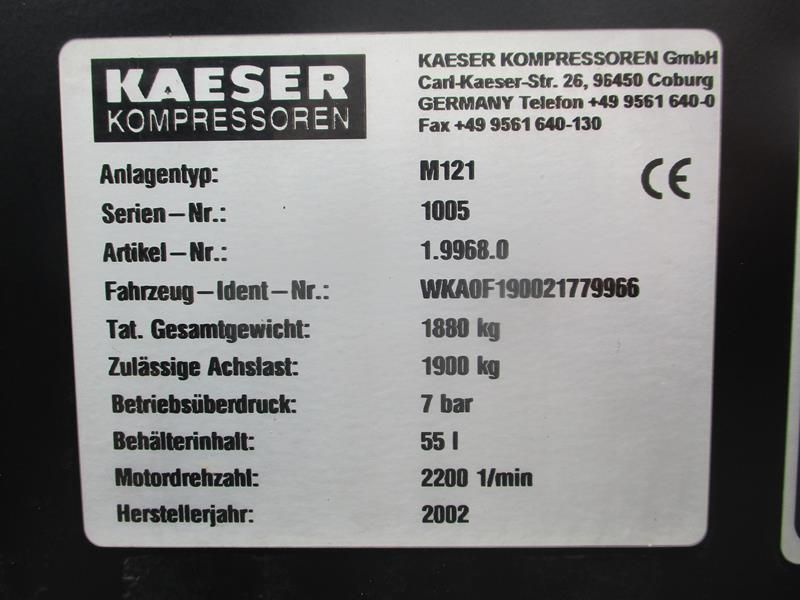 KAESER
KOMPRESSOREN
KAESER KOMPRESSOREN GmbH
Carl-Kaeser-Str. 26, 96450 Coburg
GERMANY Telefon +49 9561 640-0
Fax +49 9561 640-130
CE
Anlagentyp: M121
Serien-Nr.: 1005
Artikel-Nr.: 1.9968.0
Fahrzeug-Ident-Nr.: WKA0F190021779966
Tat. Gesamtgewicht: 1880 kg
Zulässige Achslast: 1900 kg
Betriebsüberdruck: 7 bar
Behälterinhalt: 55 l
Motordrehzahl: 2200 1/min
Herstellerjahr: 2002